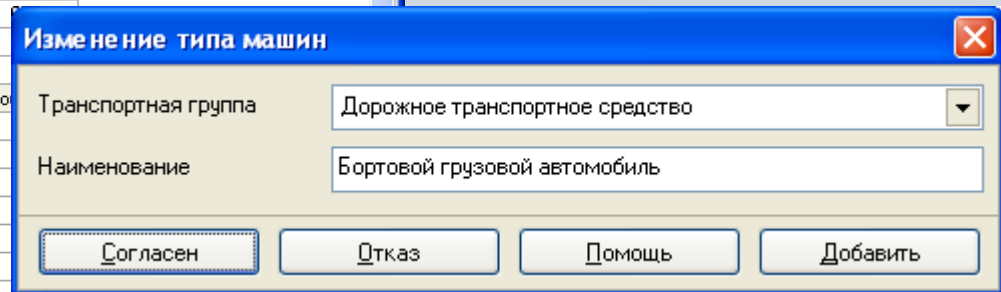 Изменение типа машин
Транспортная группа Дорожное транспортное средство
Наименование Бортовой грузовой автомобиль
Согласен Отказ Помощь Добавить